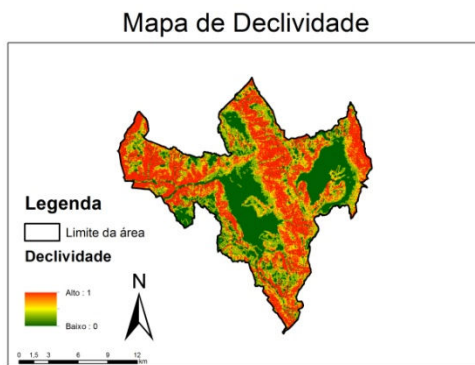 Mapa de Declividade
Legenda
Limite da área
Declividade
Alto : 1
Baixo : 0
N
0 1,5 3 6 9 12
km